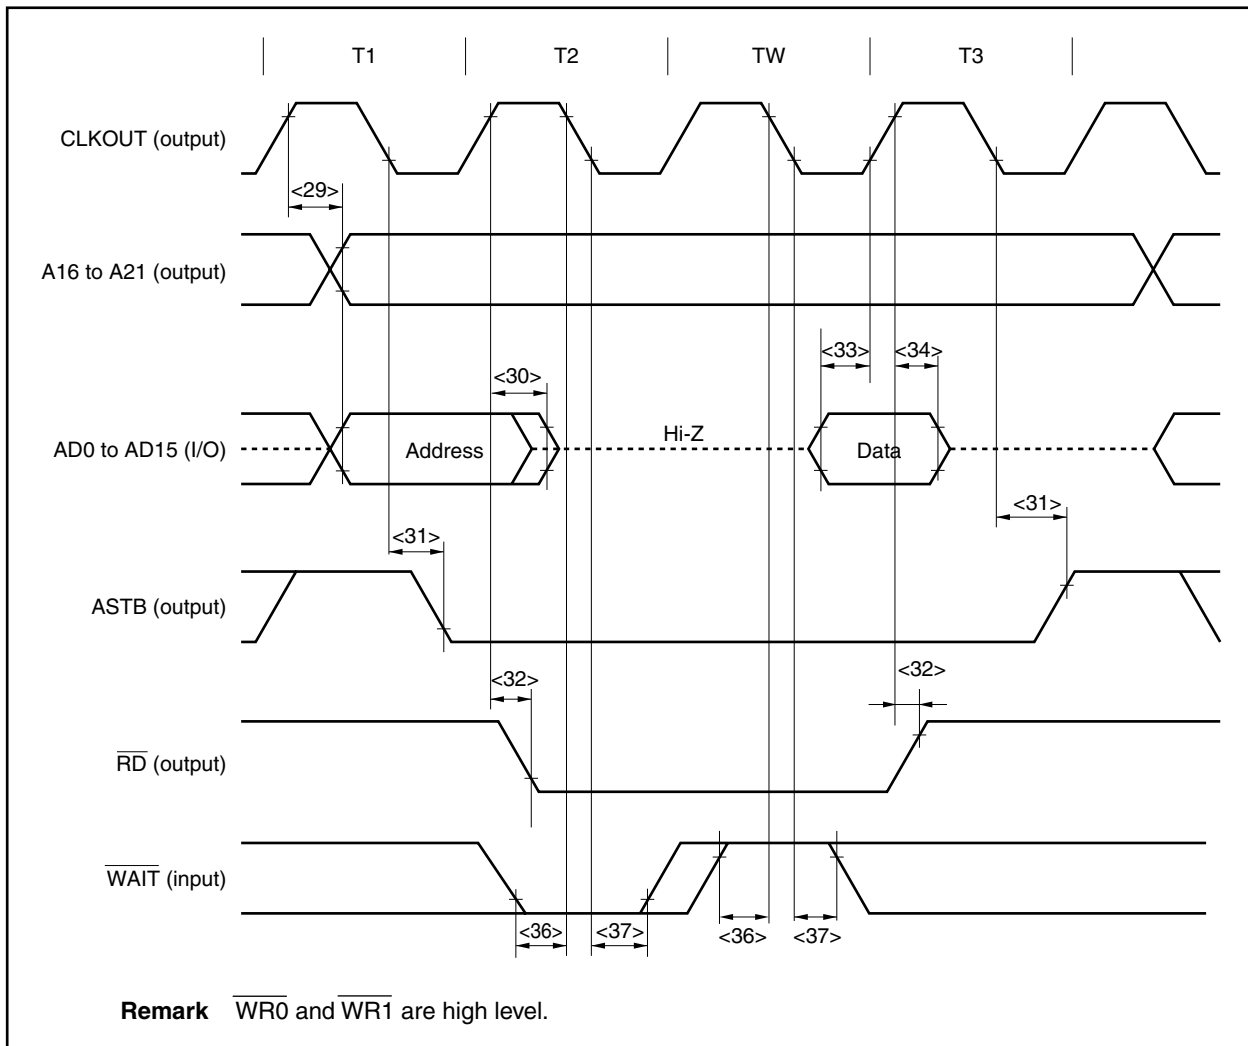 T1 T2 TW T3
CLKOUT (output)
<29>
A16 to A21 (output)
<33> <34>
<30>
Hi-Z
AD0 to AD15 (I/O) Address Data
<31>
<31>
ASTB (output)
<32>
<32>
RD (output)
WAIT (input)
<36> <37> <36> <37>
Remark WR0 and WR1 are high level.